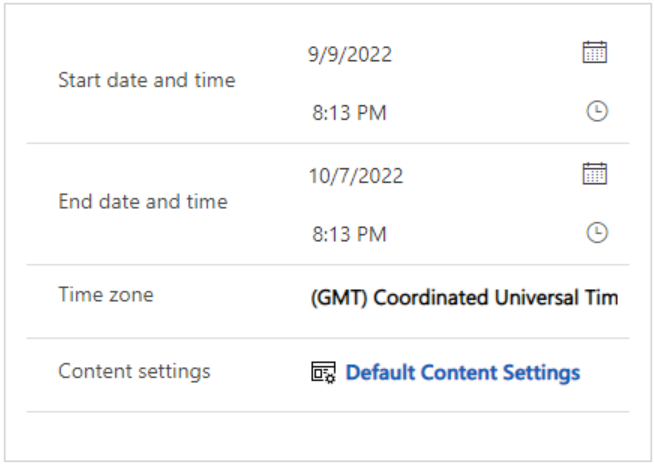 9/9/2022
Start date and time
8:13 PM
10/7/2022
End date and time
8:13 PM
Time zone
(GMT) Coordinated Universal Tim
Content settings
Default Content Settings